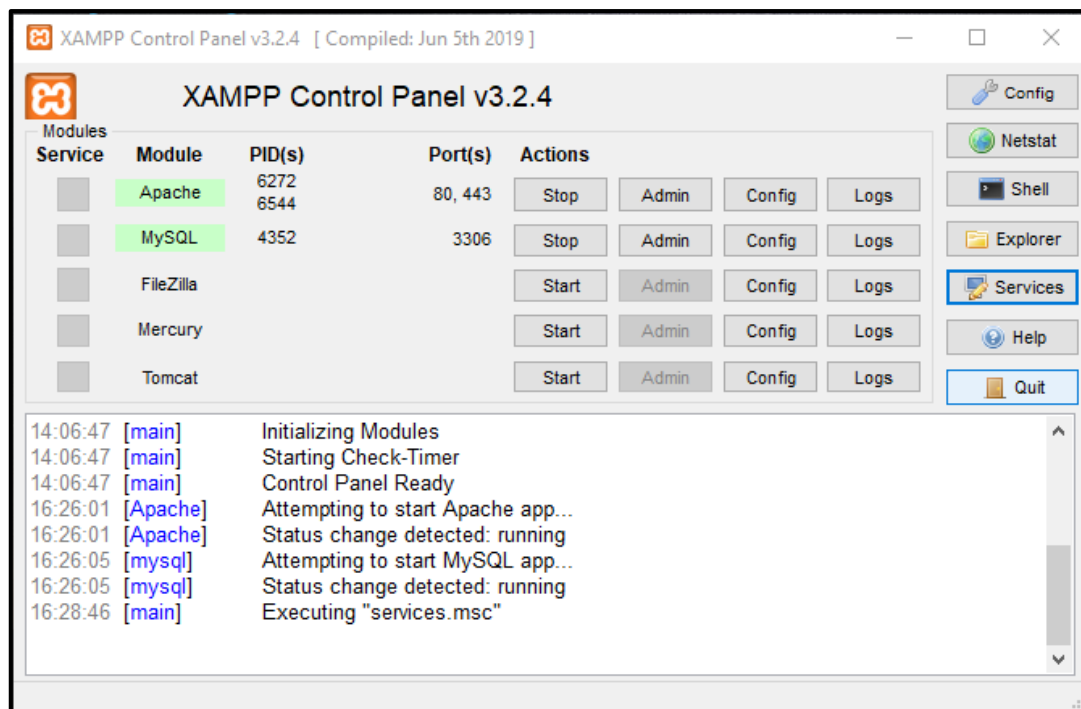 XAMPP Control Panel v3.2.4 [ Compiled: Jun 5th 2019 ]
XAMPP Control Panel v3.2.4
Config
Modules
Service Module PID(s) Port(s) Actions
Netstat
Apache 6272 6544 80, 443 Stop Admin Config Logs
Shell
MySQL 4352 3306 Stop Admin Config Logs
Explorer
FileZilla Start Admin Config Logs
Services
Mercury Start Admin Config Logs
Help
Tomcat Start Admin Config Logs
Quit
14:06:47 [main] Initializing Modules
14:06:47 [main] Starting Check-Timer
14:06:47 [main] Control Panel Ready
16:26:01 [Apache] Attempting to start Apache app...
16:26:01 [Apache] Status change detected: running
16:26:05 [mysql] Attempting to start MySQL app...
16:26:05 [mysql] Status change detected: running
16:28:46 [main] Executing "services.msc"